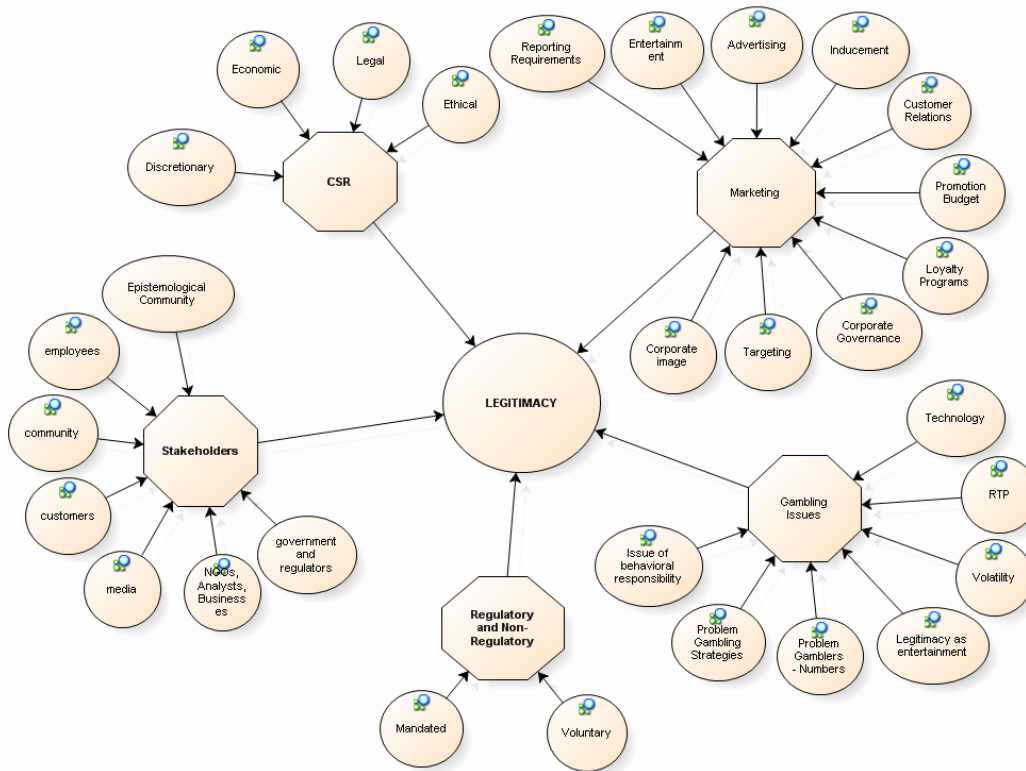 Reporting
Requirements
Entertainm
ent
Advertising
Inducement
Economic
Legal
Ethical
Customer
Relations
Discretionary
CSR
Marketing
Promotion
Budget
Loyalty
Programs
Epistemological
Community
Corporate
Governance
Corporate
image
Targeting
employees
LEGITIMACY
Technology
community
Stakeholders
Gambling
Issues
RTP
customers
government and
regulators
Issue of
behavioral
responsibility
Volatility
media
NGOs,
Analysts,
Business
es
Regulatory
and Non-
Regulatory
Problem
Gambling
Strategies
Problem
Gamblers
- Numbers
Legitimacy as
entertainment
Mandated
Voluntary